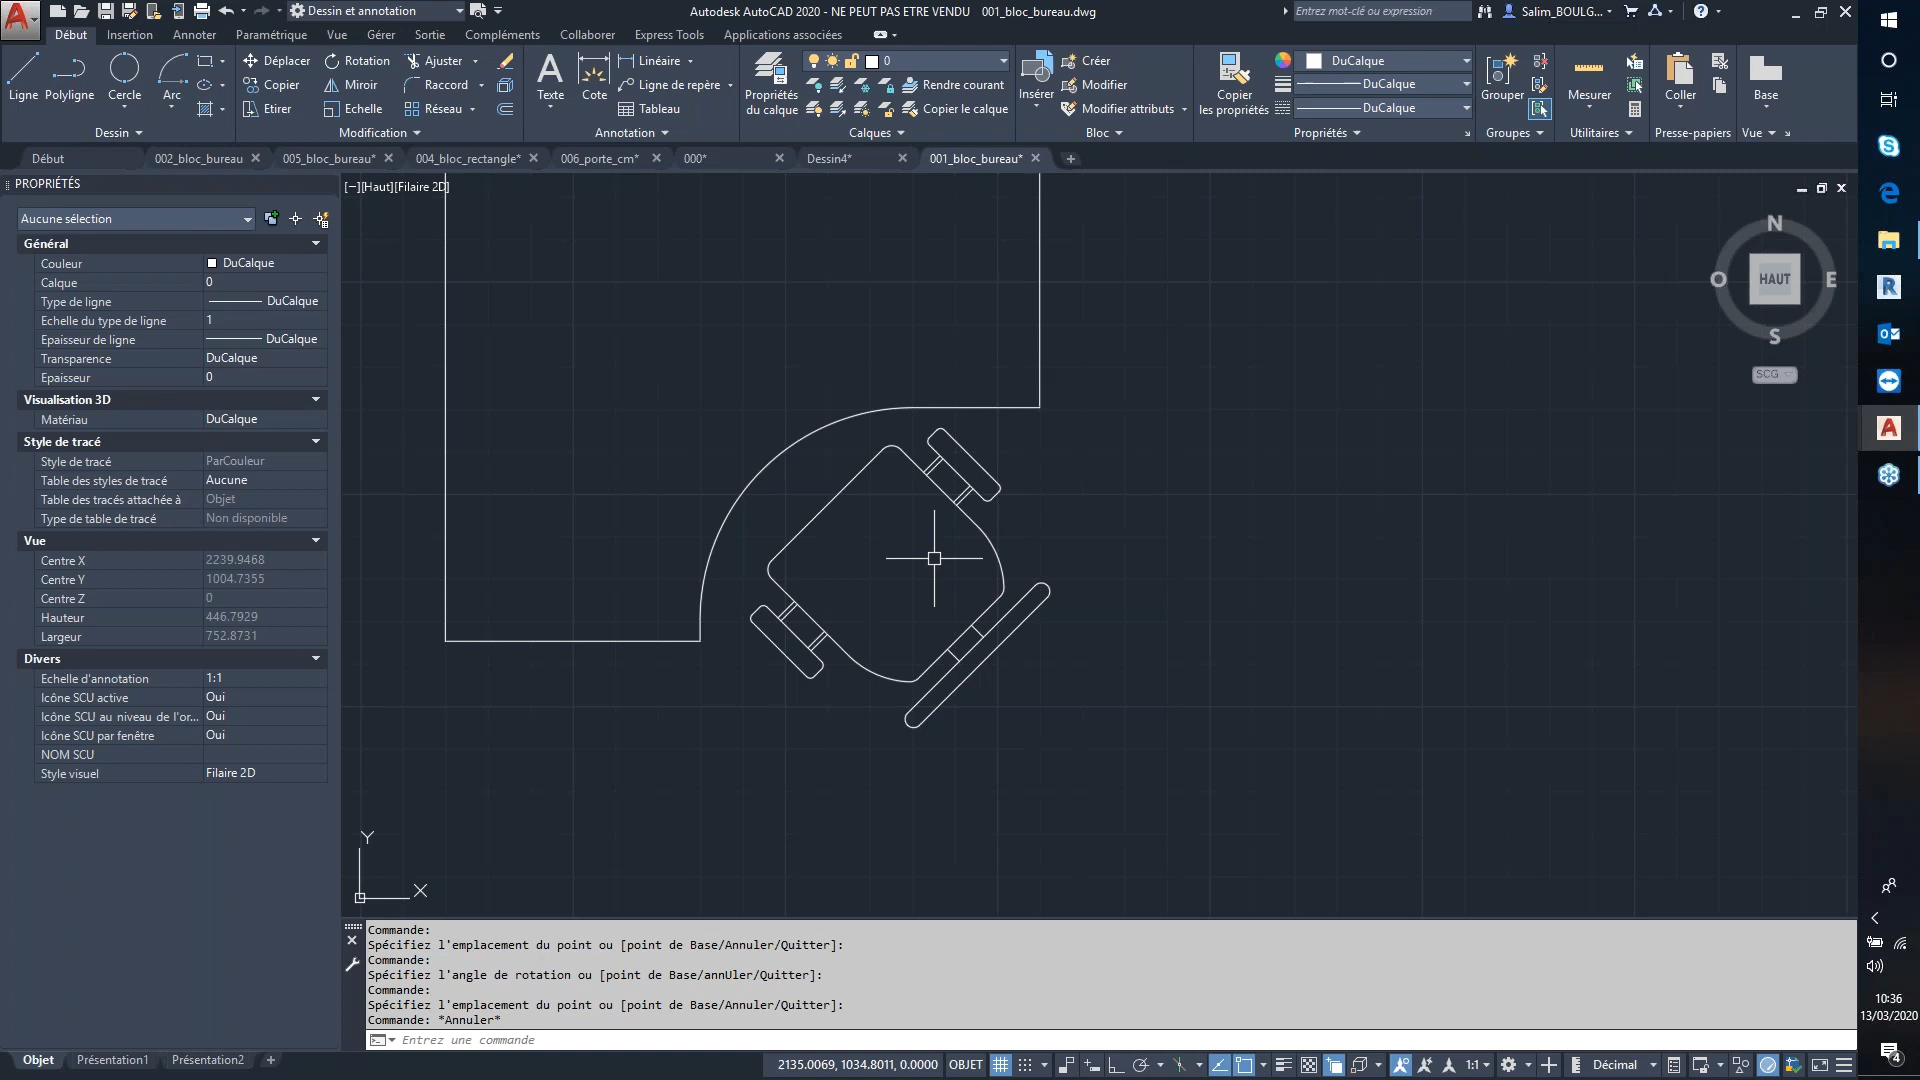 Dessin et annotation
Autodesk AutoCAD 2020 - NE PEUT PAS ETRE VENDU 001_bloc_bureau.dwg
Entrez mot-clé ou expression
Salim_BOULG...
Début Insertion Annoter Paramétrique Vue Gérer Sortie Compléments Collaborer Express Tools Applications associées
Ligne Polyligne Cercle Arc
Déplacer Rotation Ajuster
Copier Miroir Raccord
Etirer Echelle Réseau
Texte Cote
Linéaire
Ligne de repère
Tableau
Propriétés du calque
0
Rendre courant
Copier le calque
Insérer
Créer
Modifier
Modifier attributs
Copier les propriétés
DuCalque
DuCalque
DuCalque
Grouper Mesurer Coller Base
Dessin Modification Annotation Calques Bloc Propriétés Groupes Utilitaires Presse-papiers Vue
Début 002_bloc_bureau 005_bloc_bureau* 004_bloc_rectangle* 006_porte_cm* 000* Dessin4* 001_bloc_bureau*
PROPRIÉTÉS
Aucune sélection
Général
Couleur DuCalque
Calque 0
Type de ligne DuCalque
Echelle du type de ligne 1
Epaisseur de ligne DuCalque
Transparence DuCalque
Epaisseur 0
Visualisation 3D
Matériau DuCalque
Style de tracé
Style de tracé ParCouleur
Table des styles de tracé Aucune
Table des tracés attachée à Objet
Type de table de tracé Non disponible
Vue
Centre X 2239.9468
Centre Y 1004.7355
Centre Z 0
Hauteur 446.7929
Largeur 752.8731
Divers
Echelle d'annotation 1:1
Icône SCU active Oui
Icône SCU au niveau de l'or... Oui
Icône SCU par fenêtre Oui
NOM SCU
Style visuel Filaire 2D
[−][Haut][Filaire 2D]
N
O HAUT E
S
SCG
Y
X
Commande:
Spécifiez l'emplacement du point ou [point de Base/Annuler/Quitter]:
Commande:
Spécifiez l'angle de rotation ou [point de Base/annUler/Quitter]:
Commande:
Spécifiez l'emplacement du point ou [point de Base/Annuler/Quitter]:
Commande: *Annuler*
Entrez une commande
Objet Présentation1 Présentation2
2135.0069, 1034.8011, 0.0000 OBJET
1:1
Décimal
10:36
13/03/2020
4